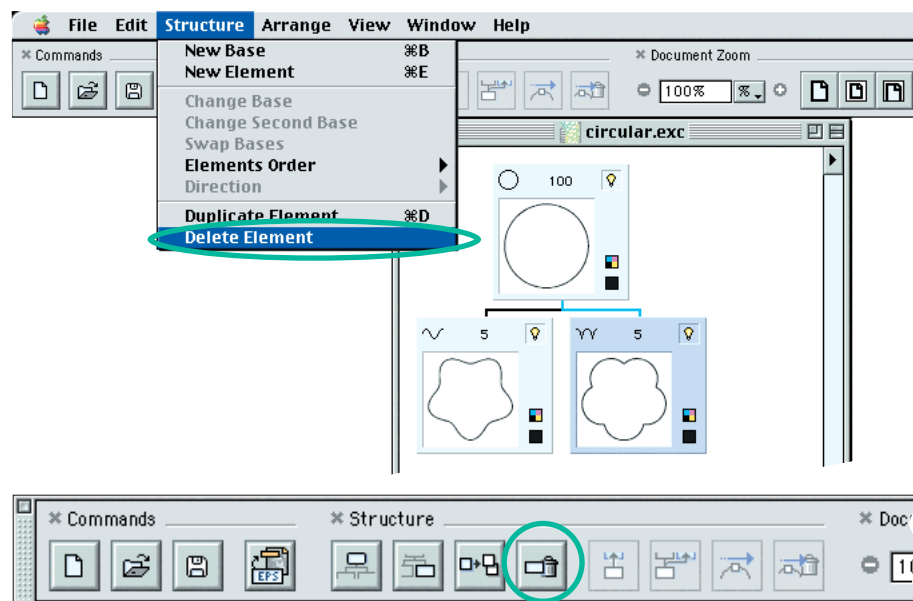 File Edit Structure Arrange View Window Help
Commands
Document Zoom
100%
%
New Base ⌘B
New Element ⌘E
Change Base
Change Second Base
Swap Bases
Elements Order
Direction
Duplicate Element ⌘D
Delete Element
circular.exc
100
5
5
Commands
Structure
Doc
EPS
10